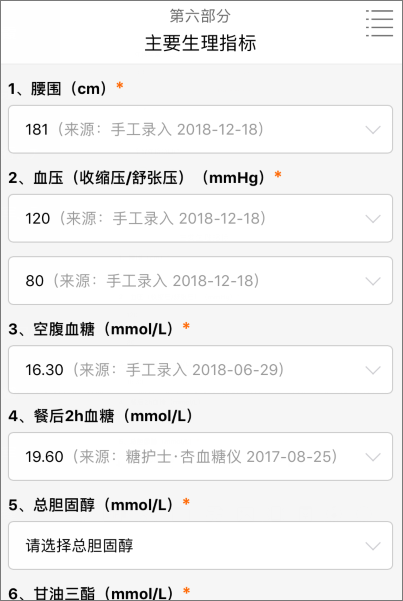 第六部分
主要生理指标
1、腰围（cm）*
181（来源：手工录入 2018-12-18）
2、血压（收缩压/舒张压）（mmHg）*
120（来源：手工录入 2018-12-18）
80（来源：手工录入 2018-12-18）
3、空腹血糖（mmol/L）*
16.30（来源：手工录入 2018-06-29）
4、餐后2h血糖（mmol/L）
19.60（来源：糖护士·杏血糖仪 2017-08-25）
5、总胆固醇（mmol/L）*
请选择总胆固醇
6、甘油三酯（mmol/L）*